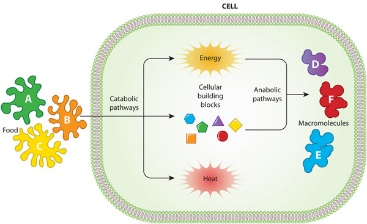 CELL
Energy
D
A
Catabolic
pathways
Cellular
building
blocks
Anabolic
pathways
F
B
Food
C
Macromolecules
E
Heat